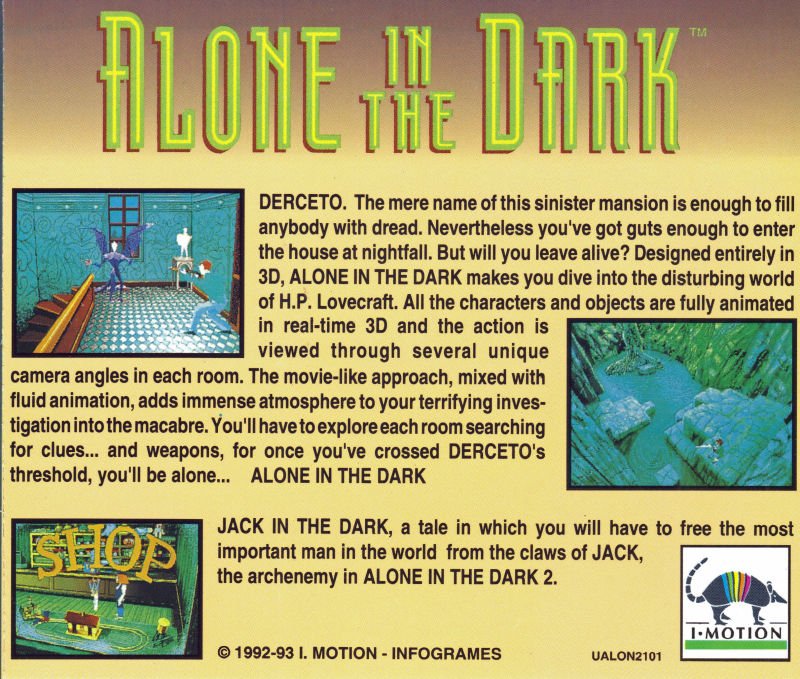 ALONE IN THE DARK™
DERCETO. The mere name of this sinister mansion is enough to fill
anybody with dread. Nevertheless you've got guts enough to enter
the house at nightfall. But will you leave alive? Designed entirely in
3D, ALONE IN THE DARK makes you dive into the disturbing world
of H.P. Lovecraft. All the characters and objects are fully animated
in real-time 3D and the action is
viewed through several unique
camera angles in each room. The movie-like approach, mixed with
fluid animation, adds immense atmosphere to your terrifying inves-
tigation into the macabre. You'll have to explore each room searching
for clues... and weapons, for once you've crossed DERCETO's
threshold, you'll be alone... ALONE IN THE DARK
SHOP
JACK IN THE DARK, a tale in which you will have to free the most
important man in the world from the claws of JACK,
the archenemy in ALONE IN THE DARK 2.
I•MOTION
© 1992-93 I. MOTION - INFOGRAMES
UALON2101